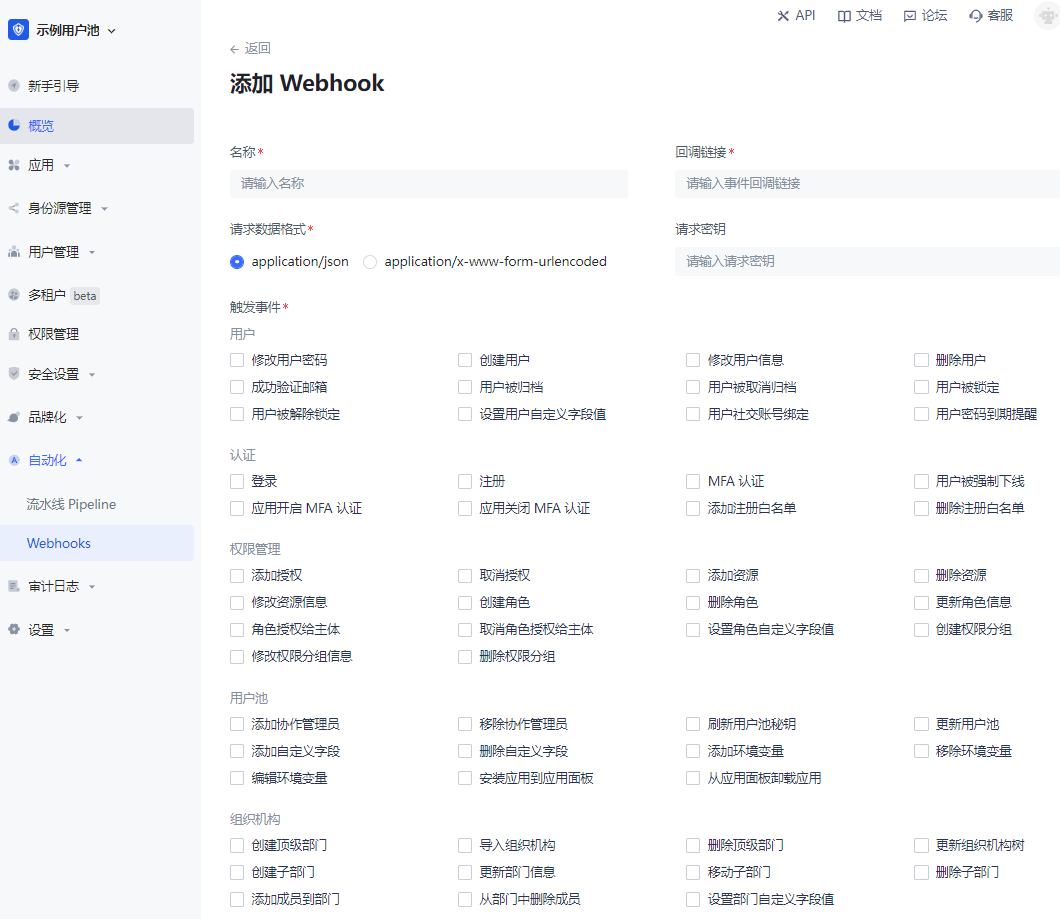 示例用户池
API 文档 论坛 客服
新手引导
概览
应用
身份源管理
用户管理
多租户 beta
权限管理
安全设置
品牌化
自动化
流水线 Pipeline
Webhooks
审计日志
设置
← 返回
添加 Webhook
名称* 回调链接*
请输入名称 请输入事件回调链接
请求数据格式* 请求密钥
application/json application/x-www-form-urlencoded 请输入请求密钥
触发事件*
用户
修改用户密码 创建用户 修改用户信息 删除用户
成功验证邮箱 用户被归档 用户被取消归档 用户被锁定
用户被解除锁定 设置用户自定义字段值 用户社交账号绑定 用户密码到期提醒
认证
登录 注册 MFA 认证 用户被强制下线
应用开启 MFA 认证 应用关闭 MFA 认证 添加注册白名单 删除注册白名单
权限管理
添加授权 取消授权 添加资源 删除资源
修改资源信息 创建角色 删除角色 更新角色信息
角色授权给主体 取消角色授权给主体 设置角色自定义字段值 创建权限分组
修改权限分组信息 删除权限分组
用户池
添加协作管理员 移除协作管理员 刷新用户池秘钥 更新用户池
添加自定义字段 删除自定义字段 添加环境变量 移除环境变量
编辑环境变量 安装应用到应用面板 从应用面板卸载应用
组织机构
创建顶级部门 导入组织机构 删除顶级部门 更新组织机构树
创建子部门 更新部门信息 移动子部门 删除子部门
添加成员到部门 从部门中删除成员 设置部门自定义字段值